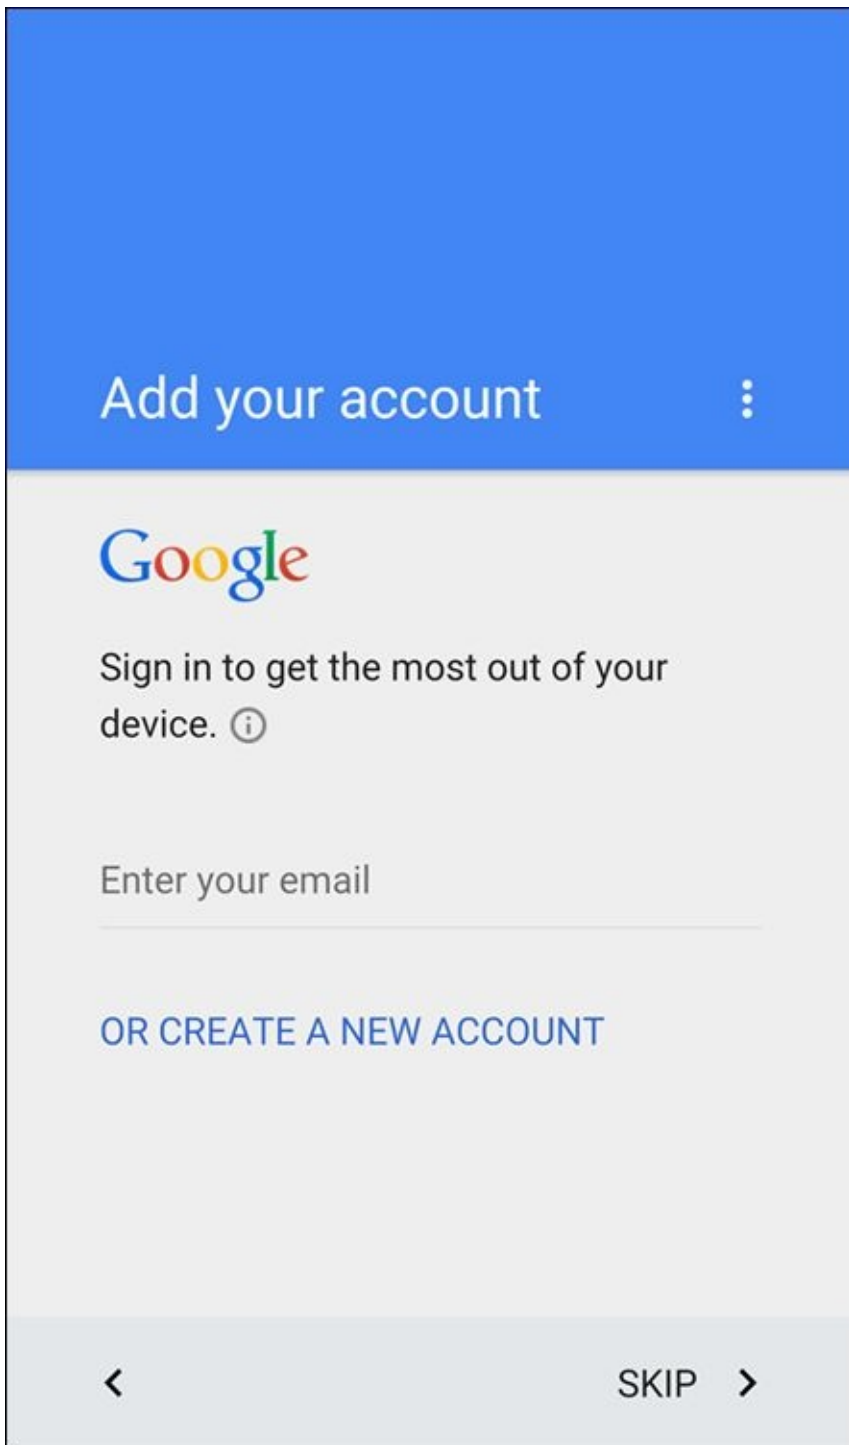 Add your account
Google
Sign in to get the most out of your
device.
Enter your email
OR CREATE A NEW ACCOUNT
SKIP